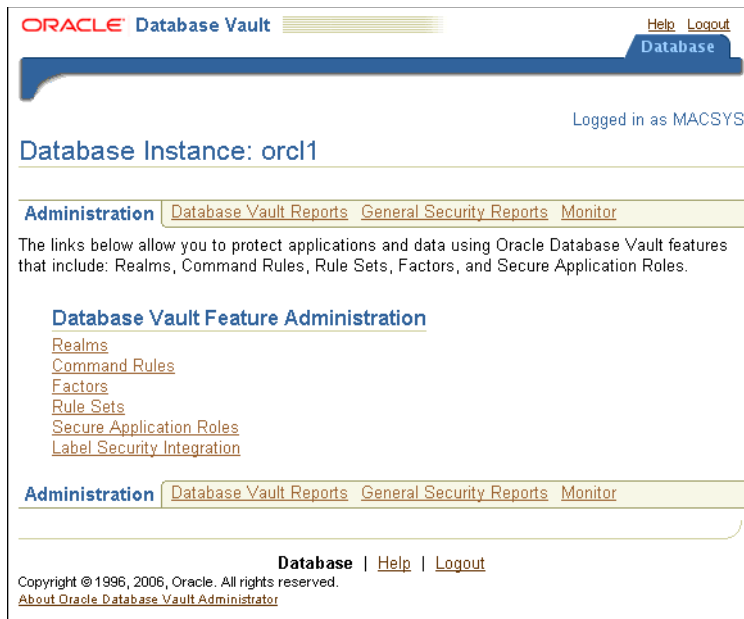 ORACLE Database Vault
Help Logout
Database
Logged in as MACSYS
Database Instance: orcl1
Administration Database Vault Reports General Security Reports Monitor
The links below allow you to protect applications and data using Oracle Database Vault features
that include: Realms, Command Rules, Rule Sets, Factors, and Secure Application Roles.
Database Vault Feature Administration
Realms
Command Rules
Factors
Rule Sets
Secure Application Roles
Label Security Integration
Administration Database Vault Reports General Security Reports Monitor
Database | Help | Logout
Copyright © 1996, 2006, Oracle. All rights reserved.
About Oracle Database Vault Administrator